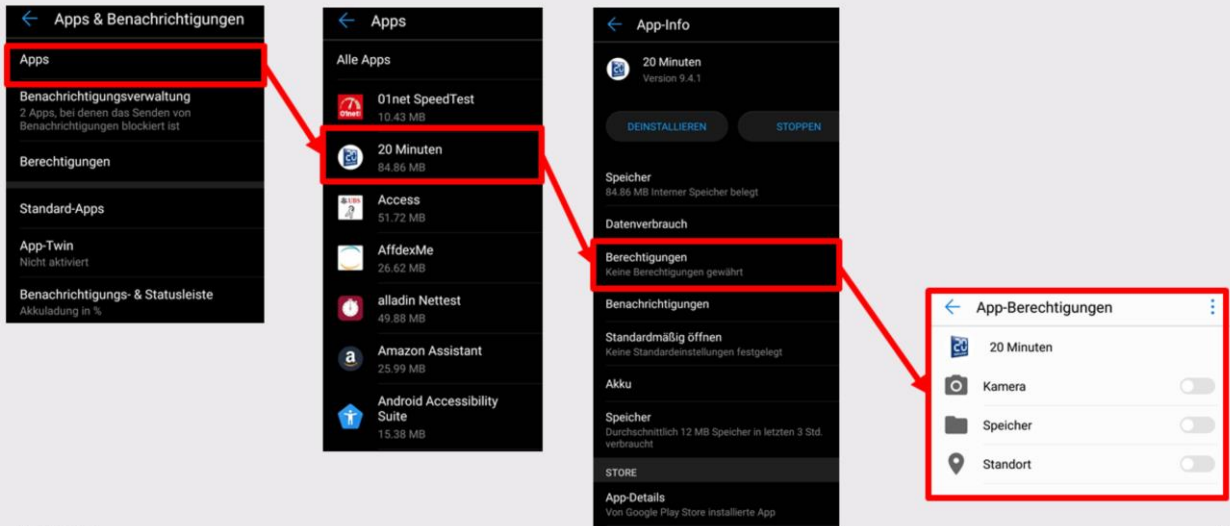 Apps & Benachrichtigungen
Apps
Benachrichtigungsverwaltung
2 Apps, bei denen das Senden von
Benachrichtigungen blockiert ist
Berechtigungen
Standard-Apps
App-Twin
Nicht aktiviert
Benachrichtigungs- & Statusleiste
Akkuladung in %
Apps
Alle Apps
01net SpeedTest
10.43 MB
20 Minuten
84.86 MB
Access
51.72 MB
AffdexMe
26.62 MB
alladin Nettest
49.88 MB
Amazon Assistant
25.99 MB
Android Accessibility
Suite
15.38 MB
App-Info
20 Minuten
Version 9.4.1
DEINSTALLIEREN STOPPEN
Speicher
84.86 MB Interner Speicher belegt
Datenverbrauch
Berechtigungen
Keine Berechtigungen gewährt
Benachrichtigungen
Standardmäßig öffnen
Keine Standardeinstellungen festgelegt
Akku
Speicher
Durchschnittlich 12 MB Speicher in letzten 3 Std.
verbraucht
STORE
App-Details
Von Google Play Store installierte App
App-Berechtigungen
20 Minuten
Kamera
Speicher
Standort